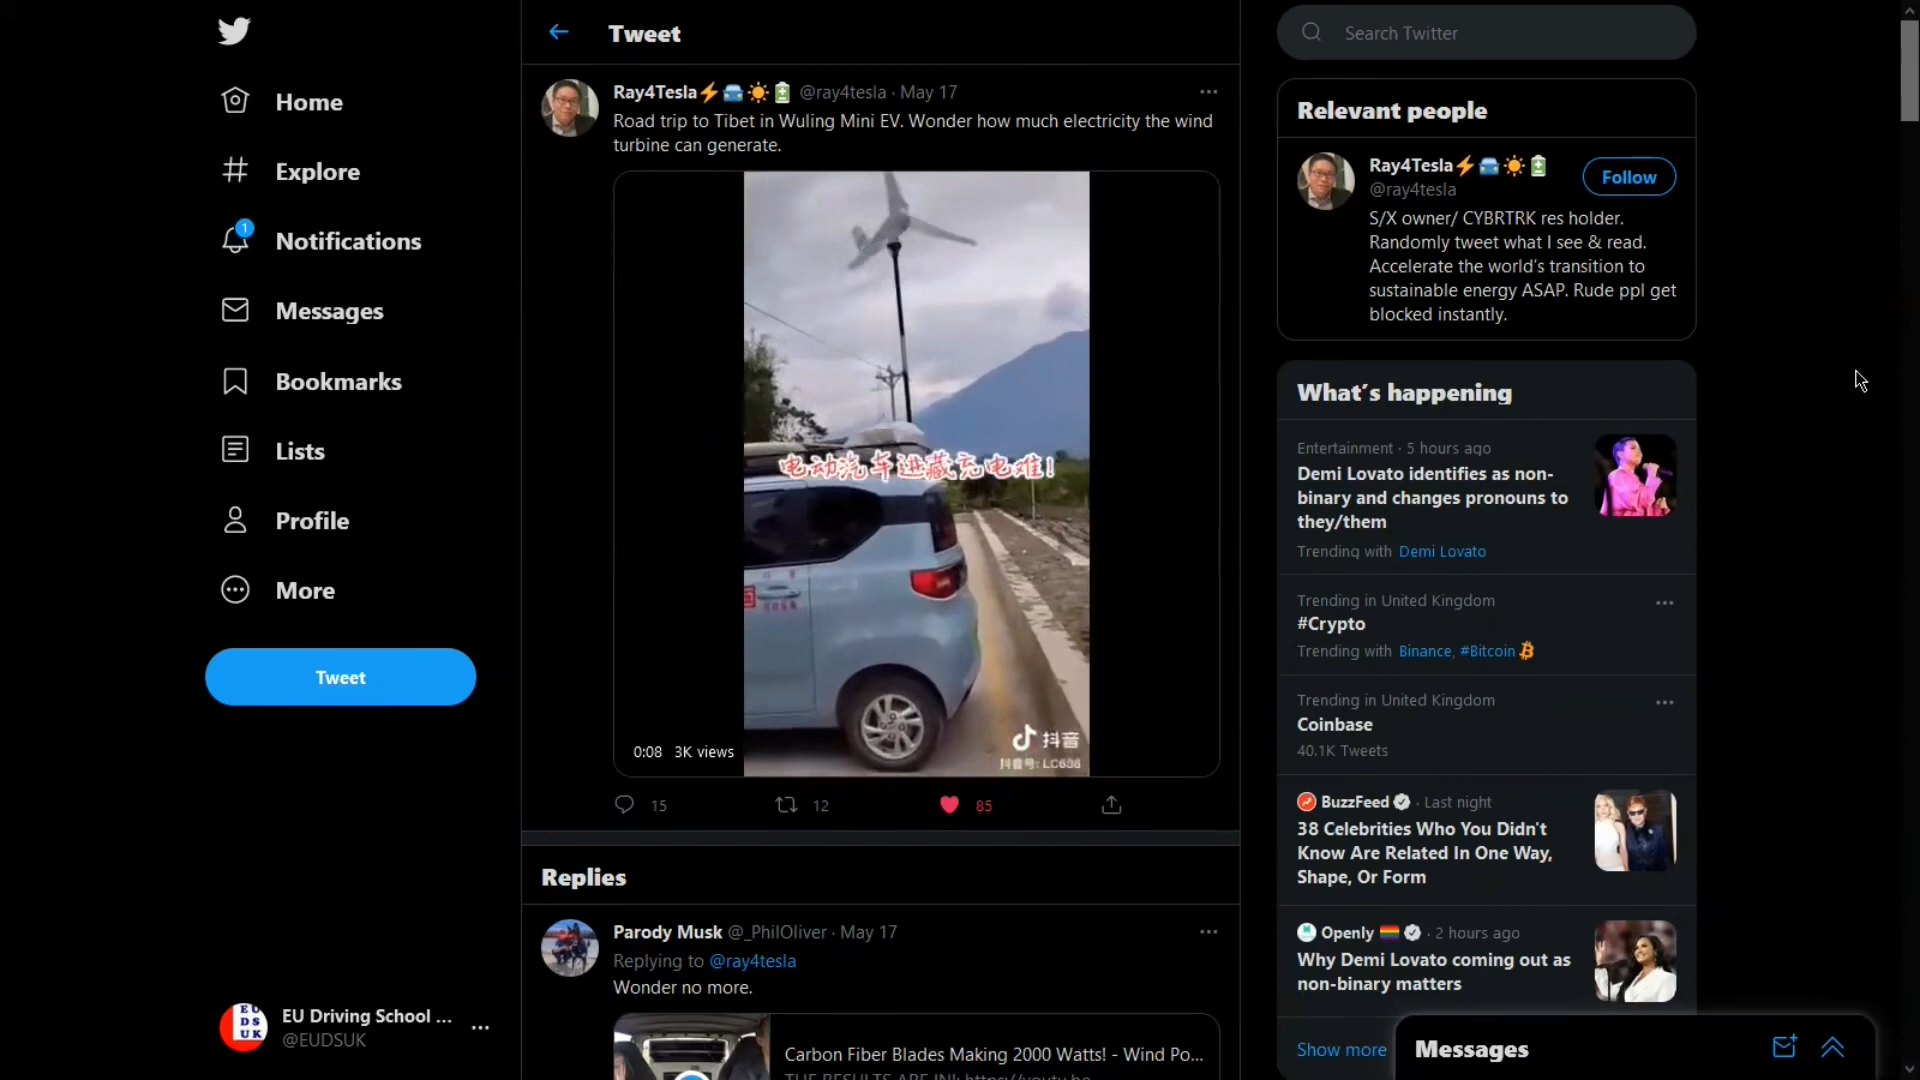 Home
Explore
1
Notifications
Messages
Bookmarks
Lists
Profile
More
Tweet
EU Driving School ...
@EUDSUK
Tweet
Ray4Tesla⚡🚘☀️🔋 @ray4tesla · May 17
Road trip to Tibet in Wuling Mini EV. Wonder how much electricity the wind
turbine can generate.
电动汽车进藏充电难!
抖音
抖音号: LC636
0:08 3K views
15
12
85
Replies
Parody Musk @_PhilOliver · May 17
Replying to @ray4tesla
Wonder no more.
Carbon Fiber Blades Making 2000 Watts! - Wind Po...
Search Twitter
Relevant people
Ray4Tesla⚡🚘☀️🔋
@ray4tesla
Follow
S/X owner/ CYBRTRK res holder.
Randomly tweet what I see & read.
Accelerate the world's transition to
sustainable energy ASAP. Rude ppl get
blocked instantly.
What's happening
Entertainment · 5 hours ago
Demi Lovato identifies as non-
binary and changes pronouns to
they/them
Trending with Demi Lovato
Trending in United Kingdom
#Crypto
Trending with Binance, #Bitcoin
Trending in United Kingdom
Coinbase
40.1K Tweets
BuzzFeed · Last night
38 Celebrities Who You Didn't
Know Are Related In One Way,
Shape, Or Form
Openly 🏳️‍🌈 · 2 hours ago
Why Demi Lovato coming out as
non-binary matters
Show more
Messages